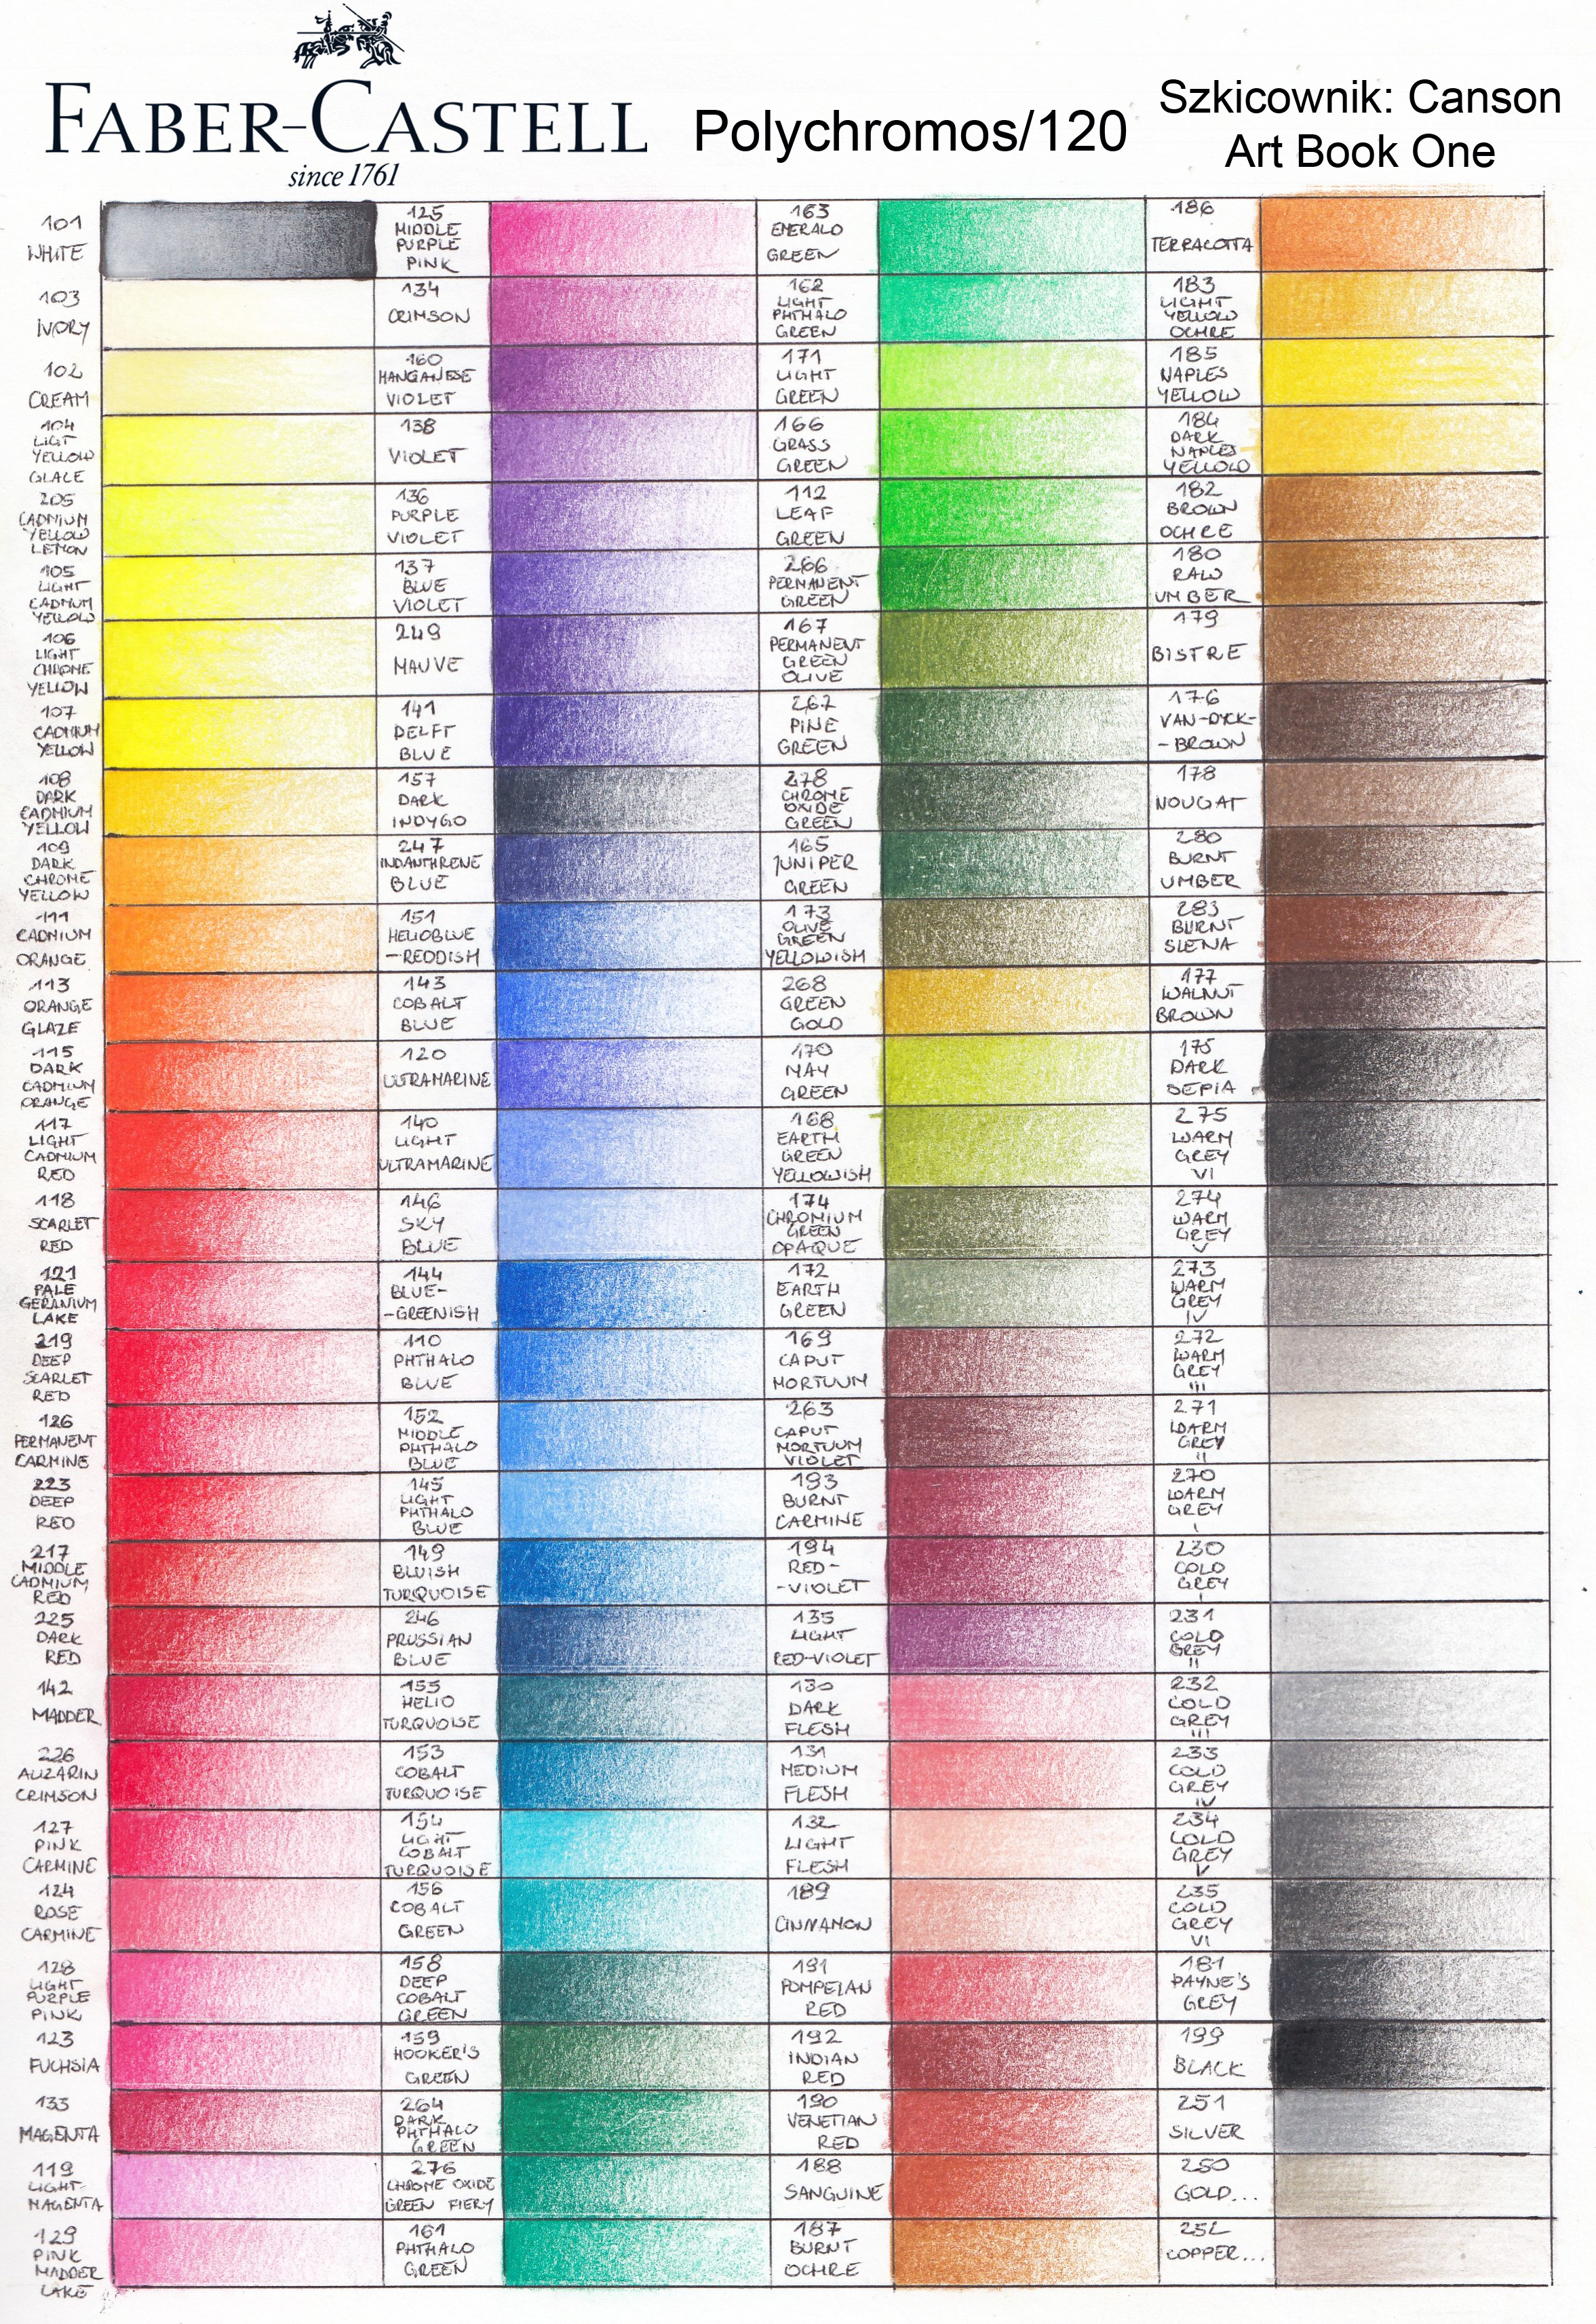 FABER-CASTELL
since 1761
Polychromos/120
Szkicownik: Canson
Art Book One
101
WHITE
103
IVORY
102
CREAM
104
LIGT
YELLOW
GLACE
205
CADMIUM
YELLOW
LEMON
105
LIGHT
CADMIUM
YELLOW
106
LIGHT
CHROME
YELLOW
107
CADMIUM
YELLOW
108
DARK
CADMIUM
YELLOW
109
DARK
CHROME
YELLOW
111
CADMIUM
ORANGE
113
ORANGE
GLAZE
115
DARK
CADMIUM
ORANGE
117
LIGHT
CADMIUM
RED
118
SCARLET
RED
121
PALE
GERANIUM
LAKE
219
DEEP
SCARLET
RED
126
PERMANENT
CARMINE
223
DEEP
RED
217
MIDDLE
CADMIUM
RED
225
DARK
RED
142
MADDER
226
ALIZARIN
CRIMSON
127
PINK
CARMINE
124
ROSE
CARMINE
128
LIGHT
PURPLE
PINK
123
FUCHSIA
133
MAGENTA
119
LIGHT
MAGENTA
129
PINK
MADDER
LAKE
125
MIDDLE
PURPLE
PINK
134
CRIMSON
160
MANGANESE
VIOLET
138
VIOLET
136
PURPLE
VIOLET
137
BLUE
VIOLET
249
MAUVE
141
DELFT
BLUE
157
DARK
INDYGO
247
INDANTHRENE
BLUE
151
HELIOBLUE
-REDDISH
143
COBALT
BLUE
120
ULTRAMARINE
140
LIGHT
ULTRAMARINE
146
SKY
BLUE
144
BLUE-
-GREENISH
110
PHTHALO
BLUE
152
MIDDLE
PHTHALO
BLUE
145
LIGHT
PHTHALO
BLUE
149
BLUISH
TURQUOISE
246
PRUSSIAN
BLUE
155
HELIO
TURQUOISE
153
COBALT
TURQUOISE
154
LIGHT
COBALT
TURQUOISE
156
COBALT
GREEN
158
DEEP
COBALT
GREEN
159
HOOKER'S
GREEN
264
DARK
PHTHALO
GREEN
276
CHROME OXIDE
GREEN FIERY
161
PHTHALO
GREEN
163
EMERALD
GREEN
162
LIGHT
PHTHALO
GREEN
171
LIGHT
GREEN
166
GRASS
GREEN
112
LEAF
GREEN
266
PERMANENT
GREEN
167
PERMANENT
GREEN
OLIVE
267
PINE
GREEN
278
CHROME
OXIDE
GREEN
165
JUNIPER
GREEN
173
OLIVE
GREEN
YELLOWISH
268
GREEN
GOLD
170
MAY
GREEN
168
EARTH
GREEN
YELLOWISH
174
CHROMIUM
GREEN
OPAQUE
172
EARTH
GREEN
169
CAPUT
MORTUUM
263
CAPUT
MORTUUM
VIOLET
193
BURNT
CARMINE
194
RED-
-VIOLET
135
LIGHT
RED-VIOLET
130
DARK
FLESH
131
MEDIUM
FLESH
132
LIGHT
FLESH
189
CINNAMON
191
POMPEIAN
RED
192
INDIAN
RED
190
VENETIAN
RED
188
SANGUINE
187
BURNT
OCHRE
186
TERRACOTTA
183
LIGHT
YELLOW
OCHRE
185
NAPLES
YELLOW
184
DARK
NAPLES
YELLOW
182
BROWN
OCHRE
180
RAW
UMBER
179
BISTRE
176
VAN-DYCK-
-BROWN
178
NOUGAT
280
BURNT
UMBER
283
BURNT
SIENA
177
WALNUT
BROWN
175
DARK
SEPIA
275
WARM
GREY
VI
274
WARM
GREY
V
273
WARM
GREY
IV
272
WARM
GREY
III
271
WARM
GREY
II
270
WARM
GREY
I
230
COLD
GREY
I
231
COLD
GREY
II
232
COLD
GREY
III
233
COLD
GREY
IV
234
COLD
GREY
V
235
COLD
GREY
VI
181
PAYNE'S
GREY
199
BLACK
251
SILVER
250
GOLD...
252
COPPER...